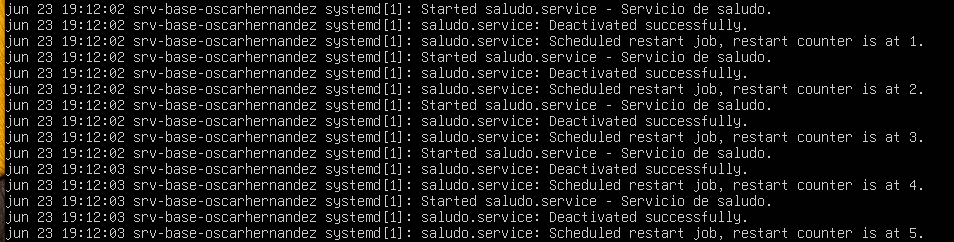 jun 23 19:12:02 srv-base-oscarhernandez systemd[1]: Started saludo.service - Servicio de saludo.
jun 23 19:12:02 srv-base-oscarhernandez systemd[1]: saludo.service: Deactivated successfully.
jun 23 19:12:02 srv-base-oscarhernandez systemd[1]: saludo.service: Scheduled restart job, restart counter is at 1.
jun 23 19:12:02 srv-base-oscarhernandez systemd[1]: Started saludo.service - Servicio de saludo.
jun 23 19:12:02 srv-base-oscarhernandez systemd[1]: saludo.service: Deactivated successfully.
jun 23 19:12:02 srv-base-oscarhernandez systemd[1]: saludo.service: Scheduled restart job, restart counter is at 2.
jun 23 19:12:02 srv-base-oscarhernandez systemd[1]: Started saludo.service - Servicio de saludo.
jun 23 19:12:02 srv-base-oscarhernandez systemd[1]: saludo.service: Deactivated successfully.
jun 23 19:12:02 srv-base-oscarhernandez systemd[1]: saludo.service: Scheduled restart job, restart counter is at 3.
jun 23 19:12:02 srv-base-oscarhernandez systemd[1]: Started saludo.service - Servicio de saludo.
jun 23 19:12:03 srv-base-oscarhernandez systemd[1]: saludo.service: Deactivated successfully.
jun 23 19:12:03 srv-base-oscarhernandez systemd[1]: saludo.service: Scheduled restart job, restart counter is at 4.
jun 23 19:12:03 srv-base-oscarhernandez systemd[1]: Started saludo.service - Servicio de saludo.
jun 23 19:12:03 srv-base-oscarhernandez systemd[1]: saludo.service: Deactivated successfully.
jun 23 19:12:03 srv-base-oscarhernandez systemd[1]: saludo.service: Scheduled restart job, restart counter is at 5.